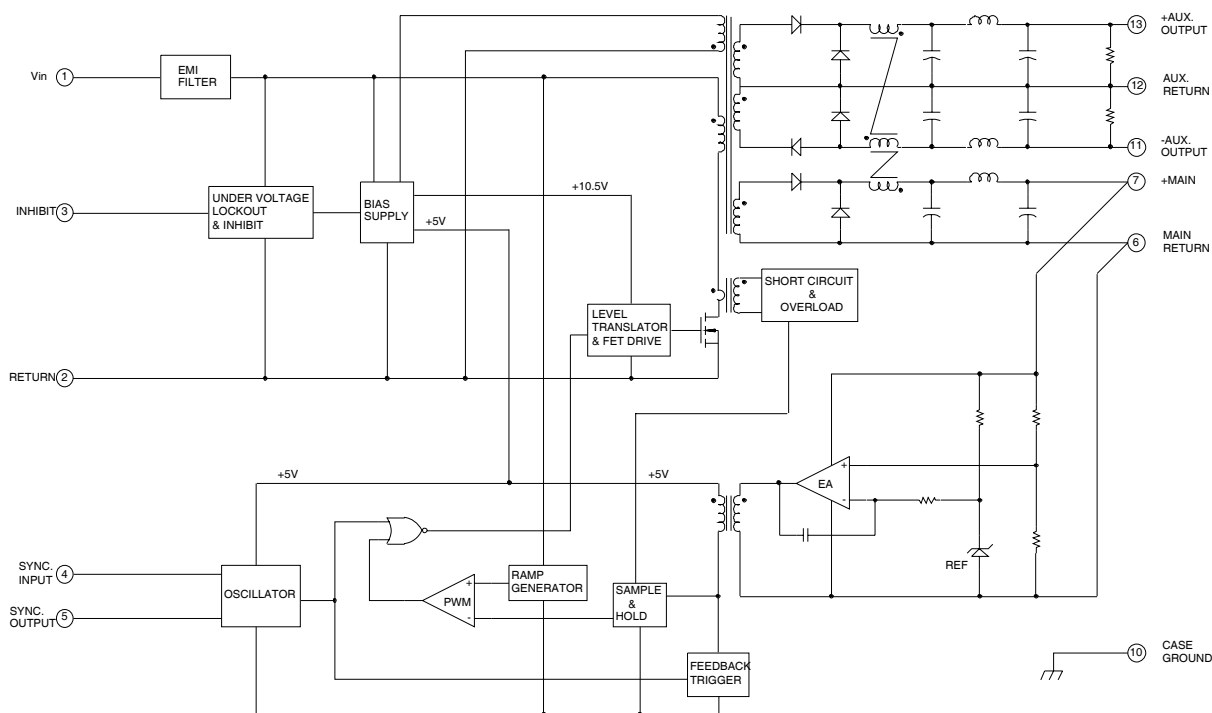 13 +AUX. OUTPUT
EMI FILTER
Vin 1
12 AUX. RETURN
11 -AUX. OUTPUT
7 +MAIN
+10.5V
UNDER VOLTAGE
LOCKOUT
& INHIBIT
BIAS
SUPPLY
INHIBIT 3
+5V
6 MAIN RETURN
SHORT CIRCUIT
&
OVERLOAD
LEVEL
TRANSLATOR
& FET DRIVE
RETURN 2
+5V
+5V
+
EA
-
REF
SYNC.
INPUT 4
OSCILLATOR
SYNC.
OUTPUT 5
+
PWM
-
RAMP
GENERATOR
SAMPLE
&
HOLD
FEEDBACK
TRIGGER
10 CASE GROUND